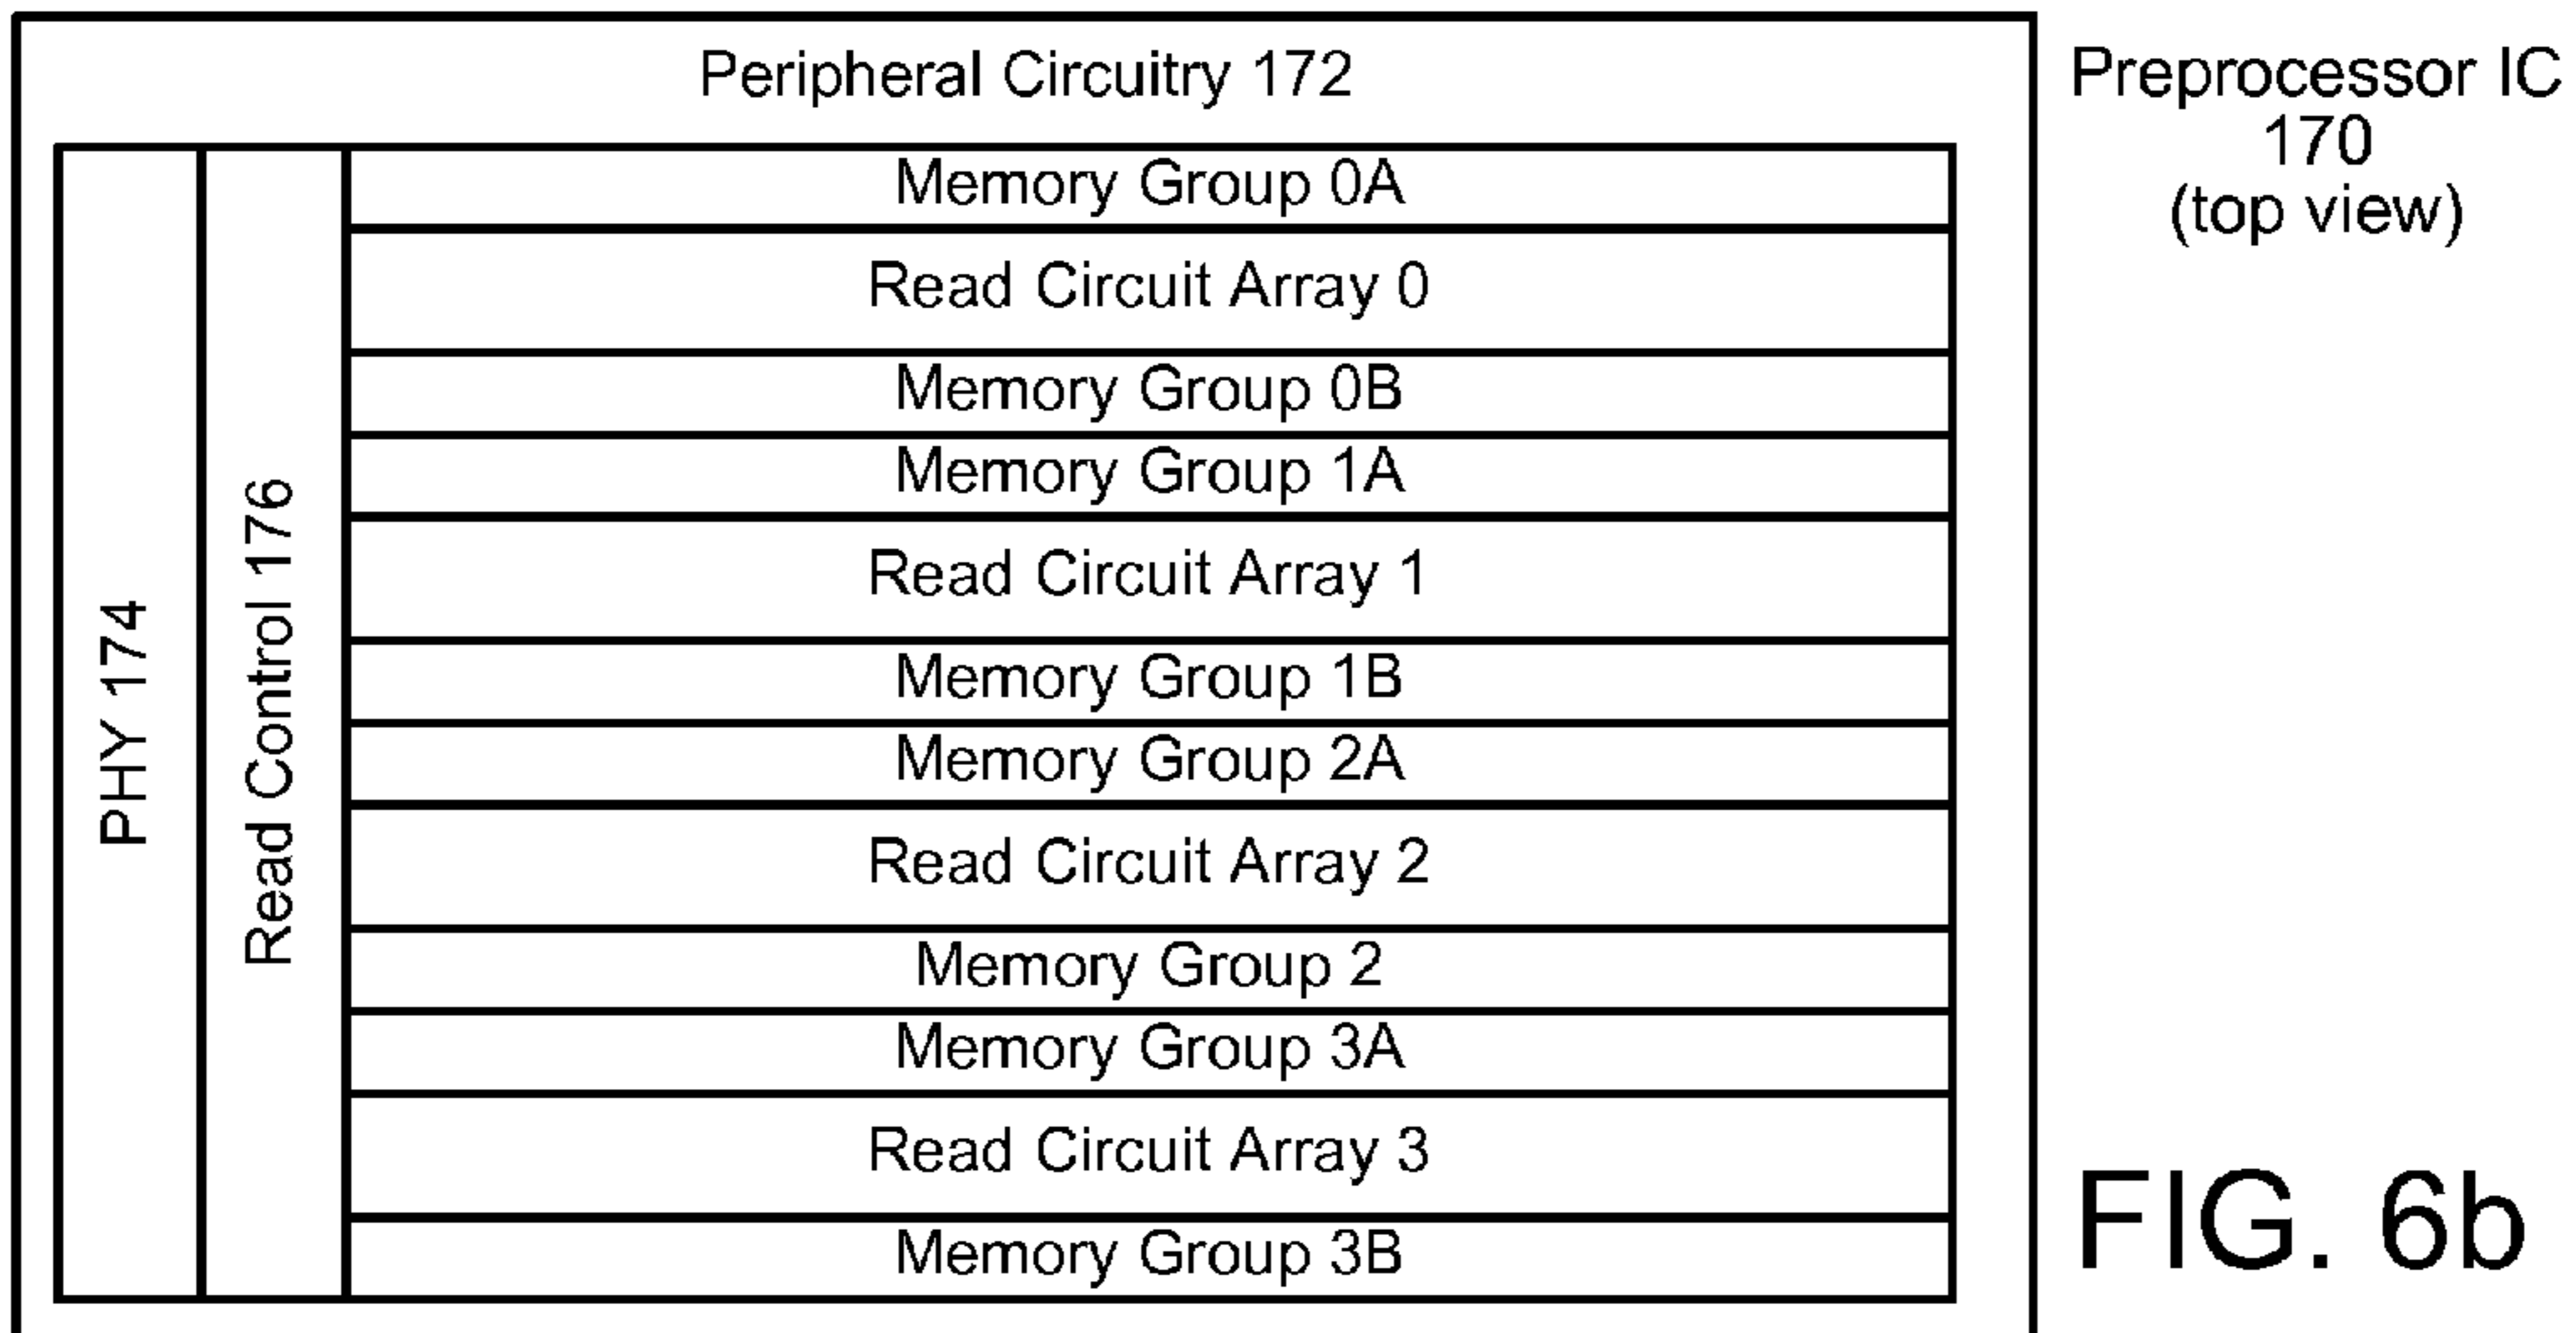 Peripheral Circuitry 172
Preprocessor IC
170
(top view)
PHY 174
Read Control 176
Memory Group 0A
Read Circuit Array 0
Memory Group 0B
Memory Group 1A
Read Circuit Array 1
Memory Group 1B
Memory Group 2A
Read Circuit Array 2
Memory Group 2
Memory Group 3A
Read Circuit Array 3
Memory Group 3B
FIG. 6b